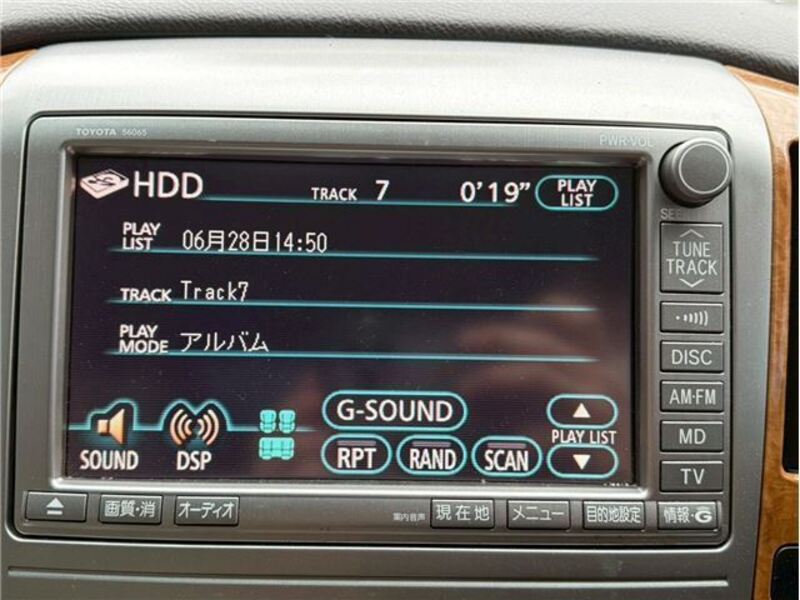 TOYOTA 56065
PWR·VOL
HDD TRACK 7 0'19" PLAY LIST
PLAY LIST 06月28日14:50
TRACK Track7
PLAY MODE アルバム
SOUND
DSP
G-SOUND
RPT RAND SCAN
PLAY LIST
TUNE
TRACK
DISC
AM·FM
MD
TV
画質·消
オーディオ
案内音声
現在地
メニュー
目的地設定
情報·G